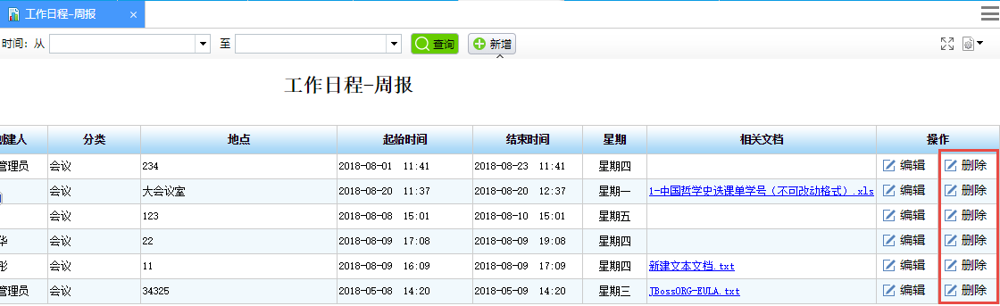 工作日程-周报 ×
时间：从 至 查询 新增
工作日程-周报
创建人 分类 地点 起始时间 结束时间 星期 相关文档 操作
管理员 会议 234 2018-08-01 11:41 2018-08-23 11:41 星期四 编辑 删除
会议 大会议室 2018-08-20 11:37 2018-08-20 12:37 星期一 1-中国哲学史选课单学号（不可改动格式）.xls 编辑 删除
会议 123 2018-08-08 15:01 2018-08-10 15:01 星期五 编辑 删除
华 会议 22 2018-08-09 17:08 2018-08-09 19:08 星期四 编辑 删除
彤 会议 11 2018-08-09 16:09 2018-08-09 17:09 星期四 新建文本文档.txt 编辑 删除
管理员 会议 34325 2018-05-08 14:20 2018-05-09 14:20 星期三 JBossORG-EULA.txt 编辑 删除